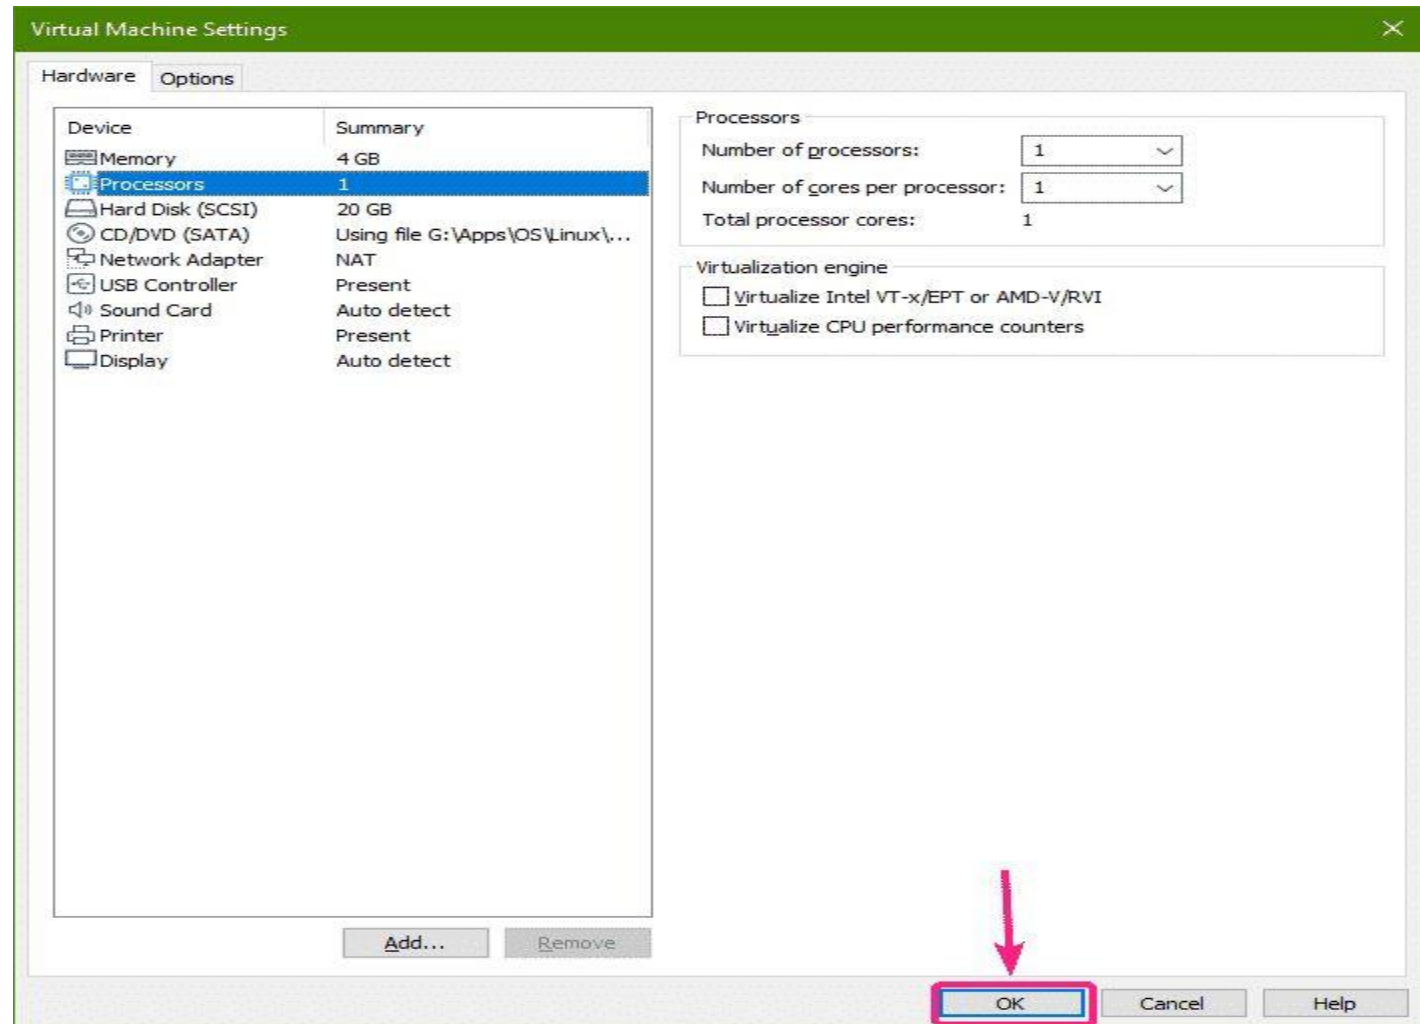 Virtual Machine Settings
Hardware Options
Device Summary
Memory 4 GB
Processors 1
Hard Disk (SCSI) 20 GB
CD/DVD (SATA) Using file G:\Apps\OS\Linux\...
Network Adapter NAT
USB Controller Present
Sound Card Auto detect
Printer Present
Display Auto detect
Add... Remove
Processors
Number of processors: 1
Number of cores per processor: 1
Total processor cores: 1
Virtualization engine
Virtualize Intel VT-x/EPT or AMD-V/RVI
Virtualize CPU performance counters
OK Cancel Help